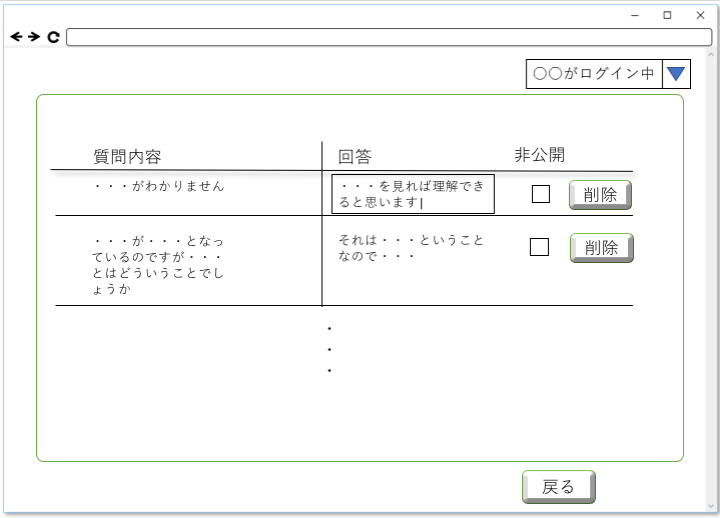 〇〇がログイン中
質問内容 回答 非公開
・・・がわかりません
・・・を見れば理解でき
ると思います
削除
・・・が・・・となっ
ているのですが・・・
とはどういうことでし
ょうか
それは・・・ということ
なので・・・
削除
・
・
・
戻る